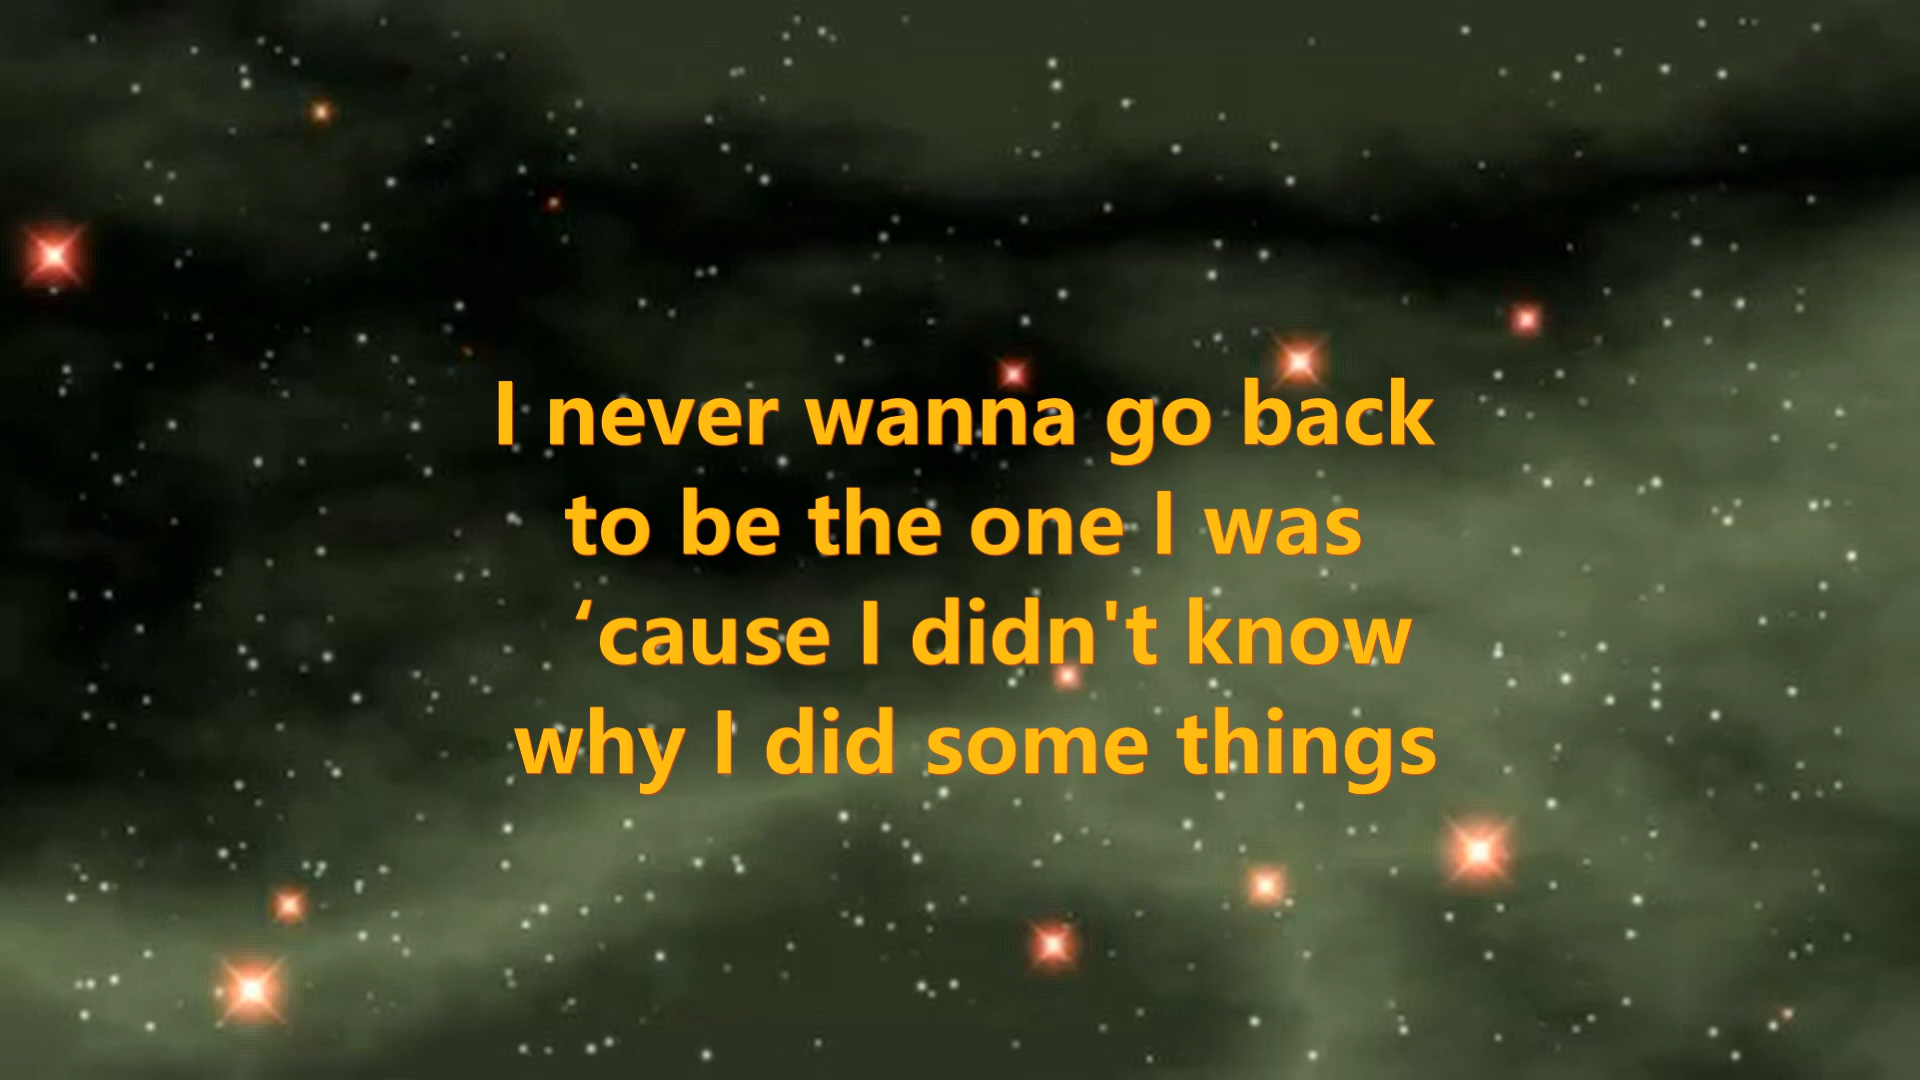 I never wanna go back
to be the one I was
‘cause I didn't know
why I did some things